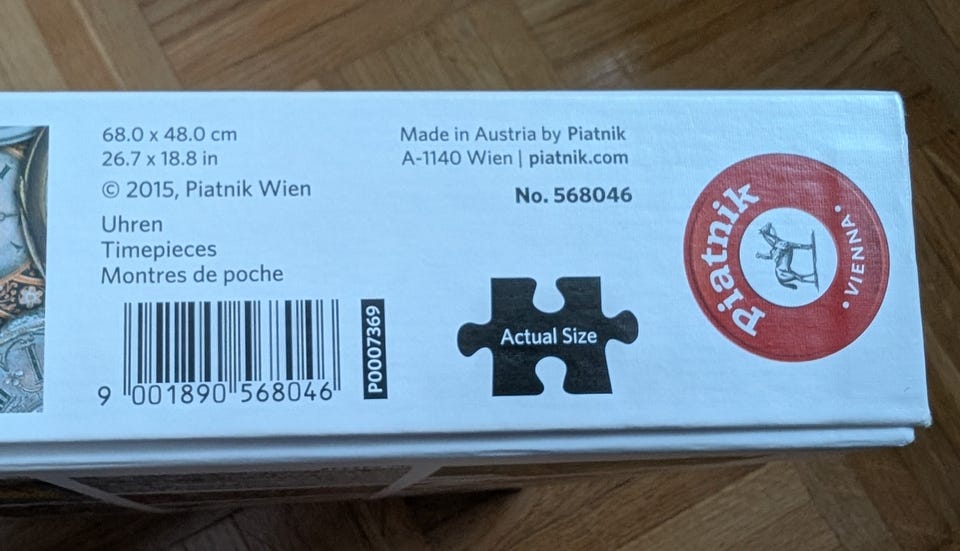 68.0 x 48.0 cm
26.7 x 18.8 in
© 2015, Piatnik Wien
Uhren
Timepieces
Montres de poche
9 001890 568046
P0007369
Made in Austria by Piatnik
A-1140 Wien | piatnik.com
No. 568046
Actual Size
Piatnik
• VIENNA •